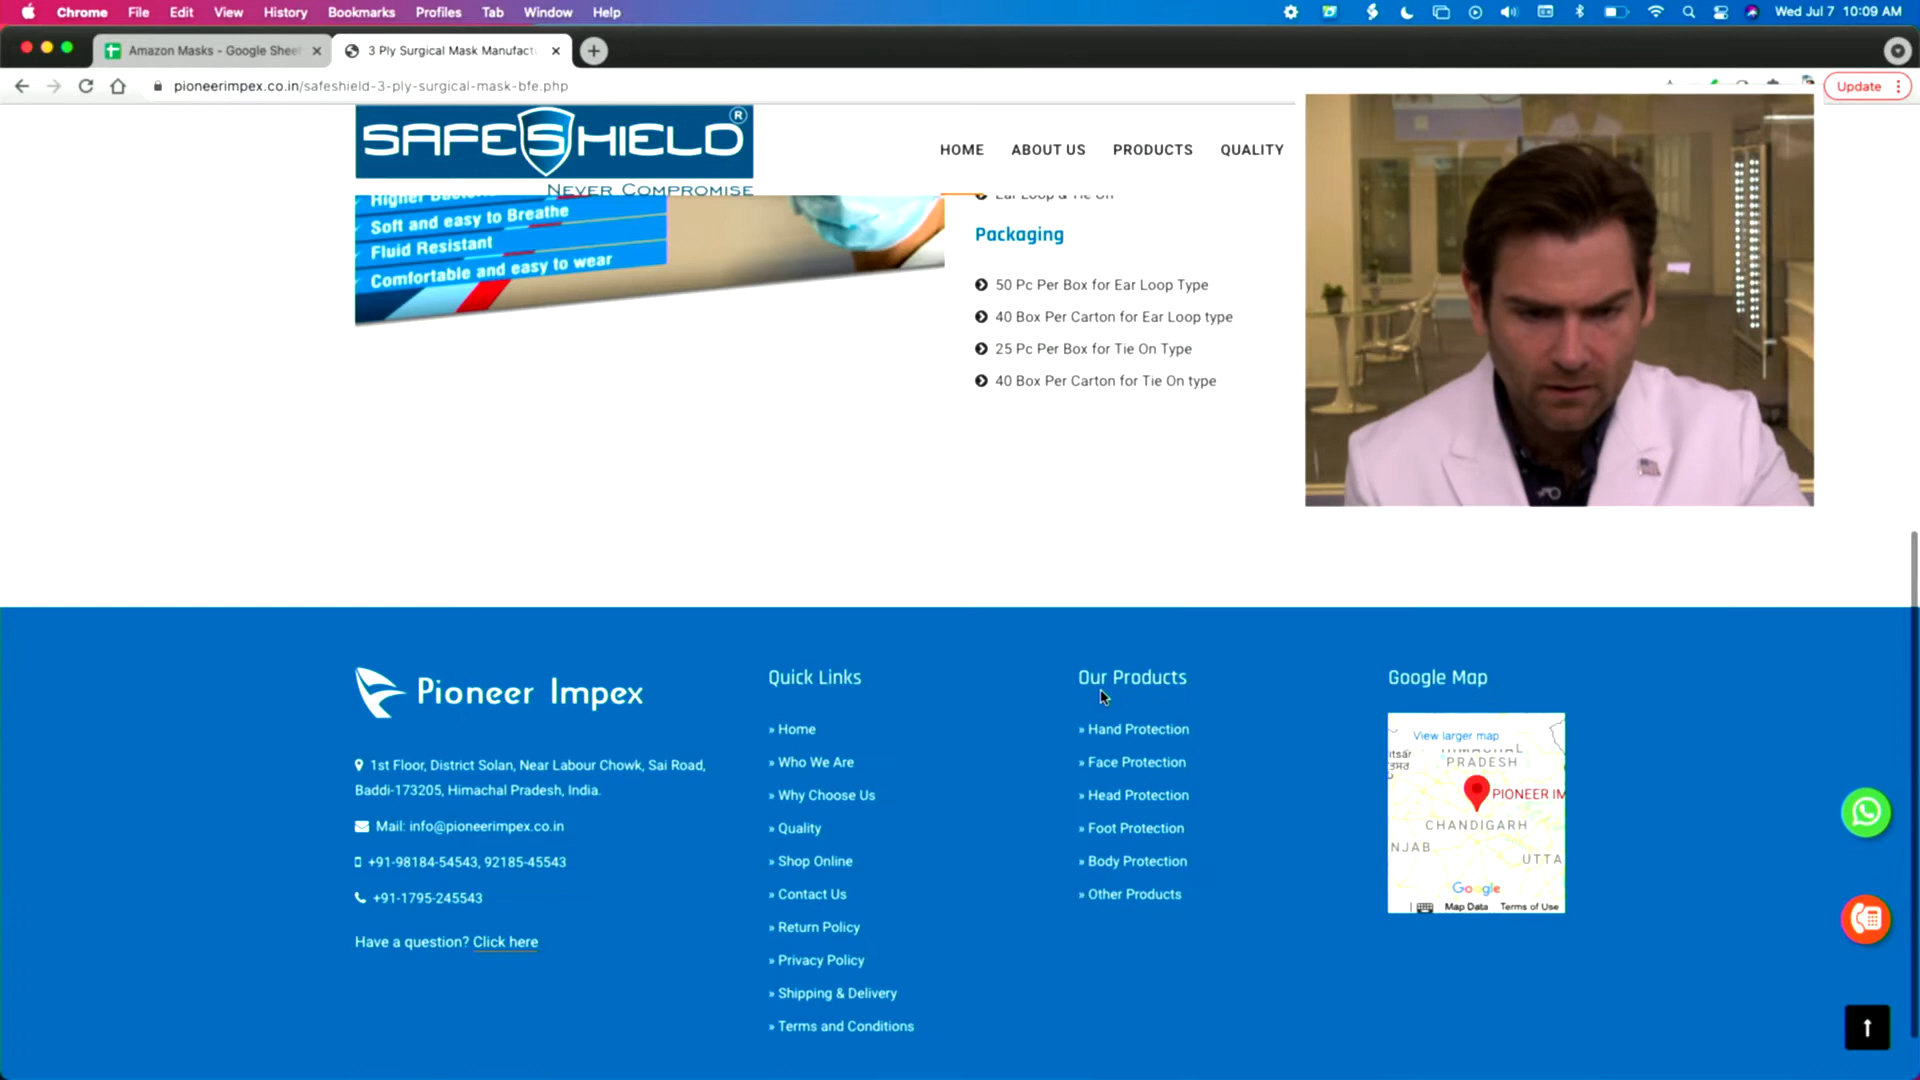 Chrome File Edit View History Bookmarks Profiles Tab Window Help Wed Jul 7 10:09 AM
Amazon Masks - Google Sheet
3 Ply Surgical Mask Manufact
pioneerimpex.co.in/safeshield-3-ply-surgical-mask-bfe.php
Update
SAFESHIELD®
NEVER COMPROMISE
HOME ABOUT US PRODUCTS QUALITY
Higher
Soft and easy to Breathe
Fluid Resistant
Comfortable and easy to wear
Ear Loop & Tie On
Packaging
50 Pc Per Box for Ear Loop Type
40 Box Per Carton for Ear Loop type
25 Pc Per Box for Tie On Type
40 Box Per Carton for Tie On type
Pioneer Impex
1st Floor, District Solan, Near Labour Chowk, Sai Road,
Baddi-173205, Himachal Pradesh, India.
Mail: info@pioneerimpex.co.in
+91-98184-54543, 92185-45543
+91-1795-245543
Have a question? Click here
Quick Links
» Home
» Who We Are
» Why Choose Us
» Quality
» Shop Online
» Contact Us
» Return Policy
» Privacy Policy
» Shipping & Delivery
» Terms and Conditions
Our Products
» Hand Protection
» Face Protection
» Head Protection
» Foot Protection
» Body Protection
» Other Products
Google Map
View larger map
HIMACHAL
PRADESH
PIONEER IM
CHANDIGARH
NJAB
UTTA
Google
Map Data Terms of Use